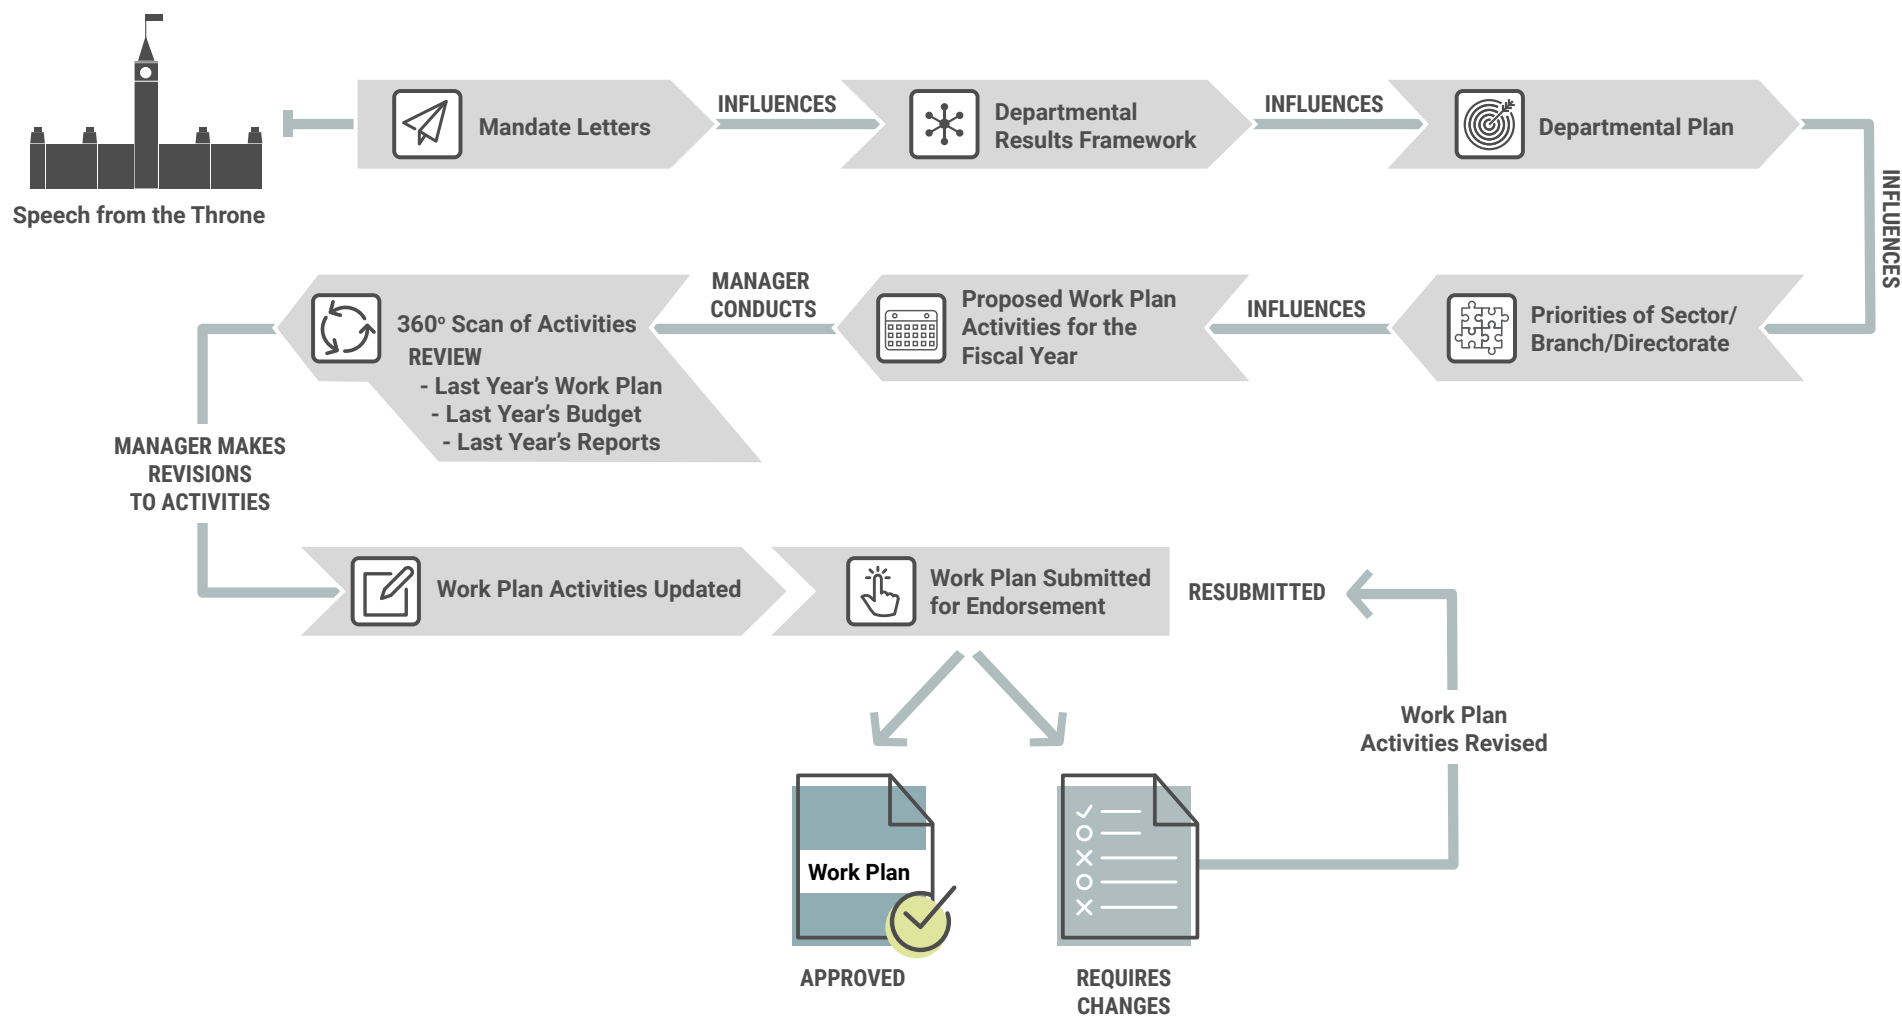 Speech from the Throne
Mandate Letters
INFLUENCES
Departmental
Results Framework
INFLUENCES
Departmental Plan
INFLUENCES
Priorities of Sector/
Branch/Directorate
INFLUENCES
Proposed Work Plan
Activities for the
Fiscal Year
MANAGER
CONDUCTS
360º Scan of Activities
REVIEW
- Last Year’s Work Plan
- Last Year’s Budget
- Last Year’s Reports
MANAGER MAKES
REVISIONS
TO ACTIVITIES
Work Plan Activities Updated
Work Plan Submitted
for Endorsement
RESUBMITTED
Work Plan
Activities Revised
Work Plan
APPROVED
REQUIRES
CHANGES